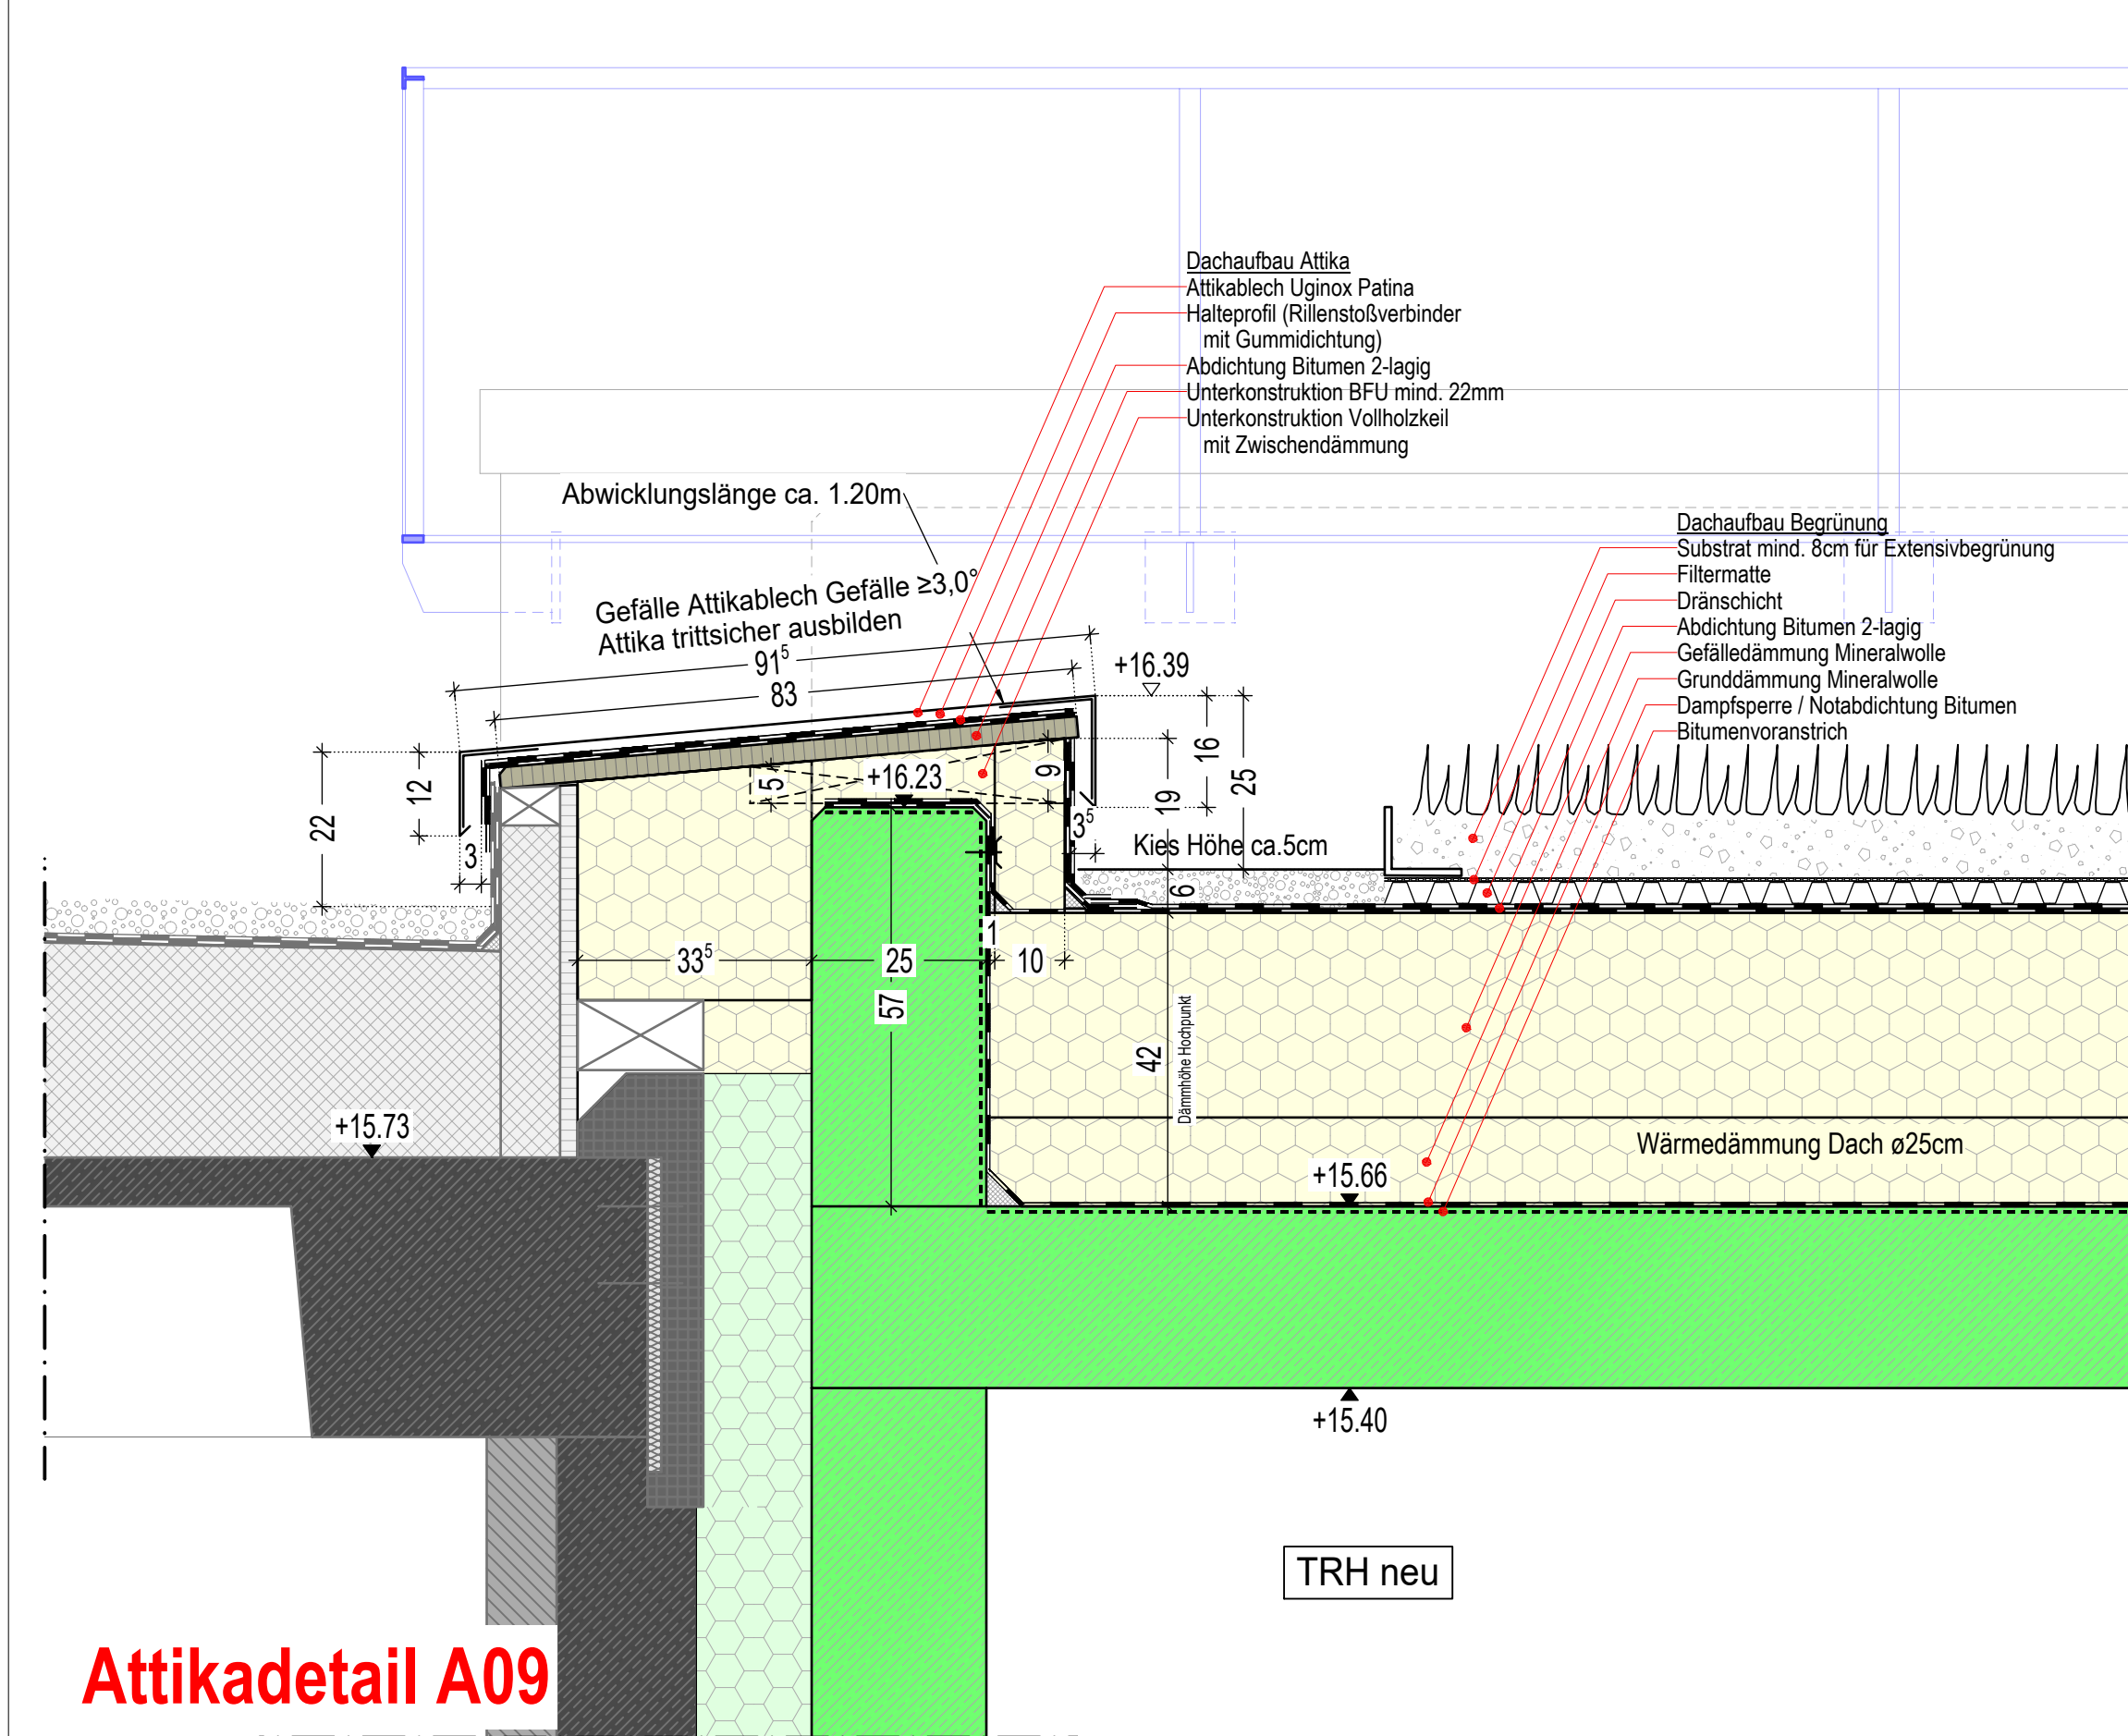 Dachaufbau Attika
Attikablech Uginox Patina
Halteprofil (Rillenstoßverbinder
mit Gummidichtung)
Abdichtung Bitumen 2-lagig
Unterkonstruktion BFU mind. 22mm
Unterkonstruktion Vollholzkeil
mit Zwischendämmung
Abwicklungslänge ca. 1.20m
Dachaufbau Begrünung
Substrat mind. 8cm für Extensivbegrünung
Filtermatte
Dränschicht
Abdichtung Bitumen 2-lagig
Gefälledämmung Mineralwolle
Grunddämmung Mineralwolle
Dampfsperre / Notabdichtung Bitumen
Bitumenvoranstrich
Gefälle Attikablech Gefälle ≥3,0°
Attika trittsicher ausbilden
91⁵
83
+16.39
16
25
12
22
3
5
+16.23
9
19
3⁵
Kies Höhe ca.5cm
6
1
33⁵
25
10
57
42
Dämmhöhe Hochpunkt
+15.73
Wärmedämmung Dach ø25cm
+15.66
+15.40
TRH neu
Attikadetail A09